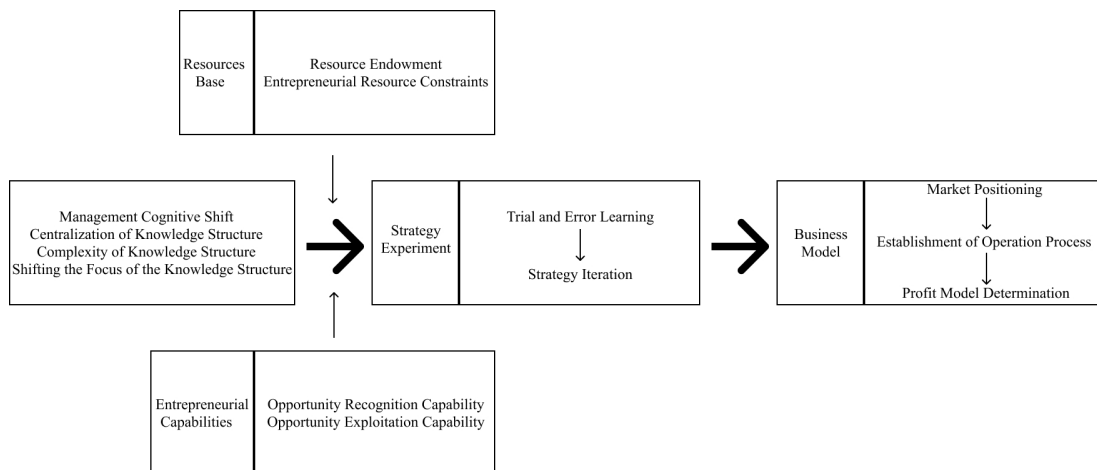 Resources
Base
Resource Endowment
Entrepreneurial Resource Constraints
Management Cognitive Shift
Centralization of Knowledge Structure
Complexity of Knowledge Structure
Shifting the Focus of the Knowledge Structure
Strategy
Experiment
Trial and Error Learning
Strategy Iteration
Business
Model
Market Positioning
Establishment of Operation Process
Profit Model Determination
Entrepreneurial
Capabilities
Opportunity Recognition Capability
Opportunity Exploitation Capability